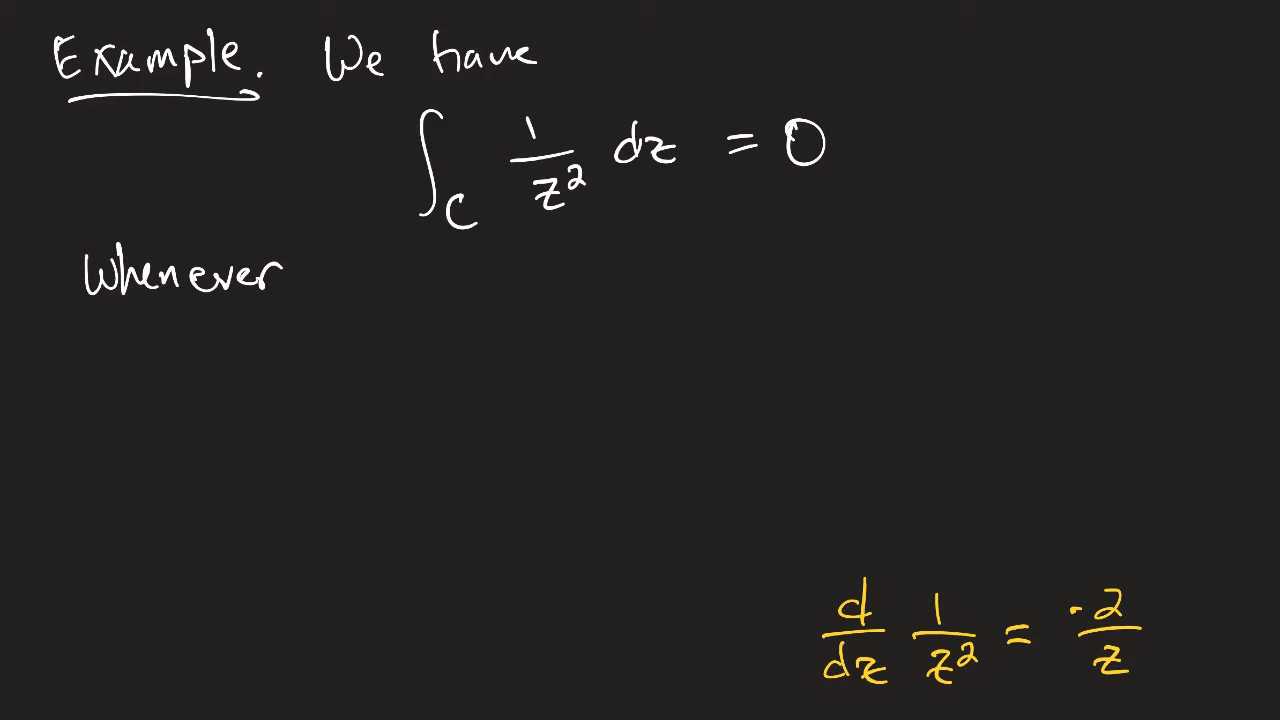 Example. We have
∫_C 1/z² dz = 0
Whenever
d/dz 1/z² = -2/z